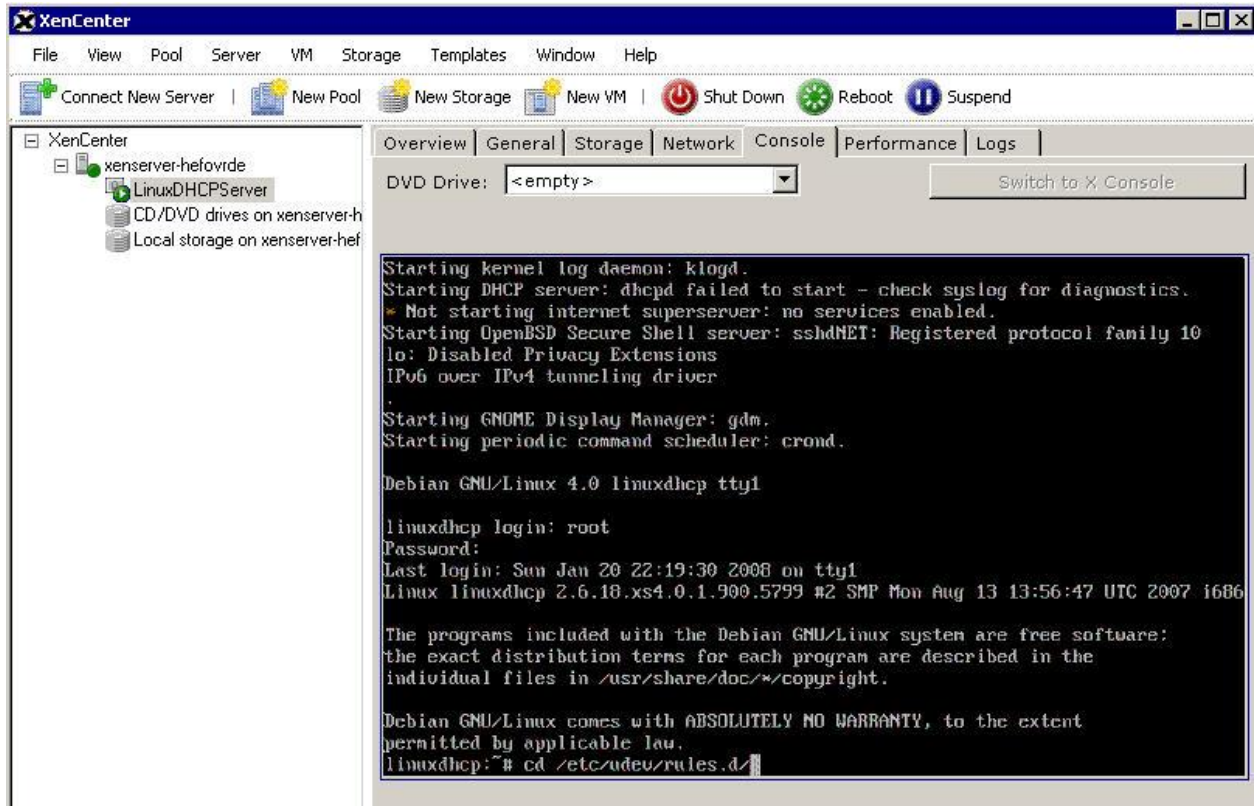 XenCenter
File View Pool Server VM Storage Templates Window Help
Connect New Server | New Pool New Storage New VM | Shut Down Reboot Suspend
XenCenter
xenserver-hefovrde
LinuxDHCPServer
CD/DVD drives on xenserver-h
Local storage on xenserver-hef
Overview General Storage Network Console Performance Logs
DVD Drive: <empty> Switch to X Console
Starting kernel log daemon: klogd.
Starting DHCP server: dhcpd failed to start - check syslog for diagnostics.
* Not starting internet superserver: no services enabled.
Starting OpenBSD Secure Shell server: sshdNET: Registered protocol family 10
lo: Disabled Privacy Extensions
IPv6 over IPv4 tunneling driver
.
Starting GNOME Display Manager: gdm.
Starting periodic command scheduler: crond.
Debian GNU/Linux 4.0 linuxdhcp tty1
linuxdhcp login: root
Password:
Last login: Sun Jan 20 22:19:30 2008 on tty1
Linux linuxdhcp 2.6.18.xs4.0.1.900.5799 #2 SMP Mon Aug 13 13:56:47 UTC 2007 i686
The programs included with the Debian GNU/Linux system are free software;
the exact distribution terms for each program are described in the
individual files in /usr/share/doc/*/copyright.
Debian GNU/Linux comes with ABSOLUTELY NO WARRANTY, to the extent
permitted by applicable law.
linuxdhcp:~# cd /etc/udev/rules.d/